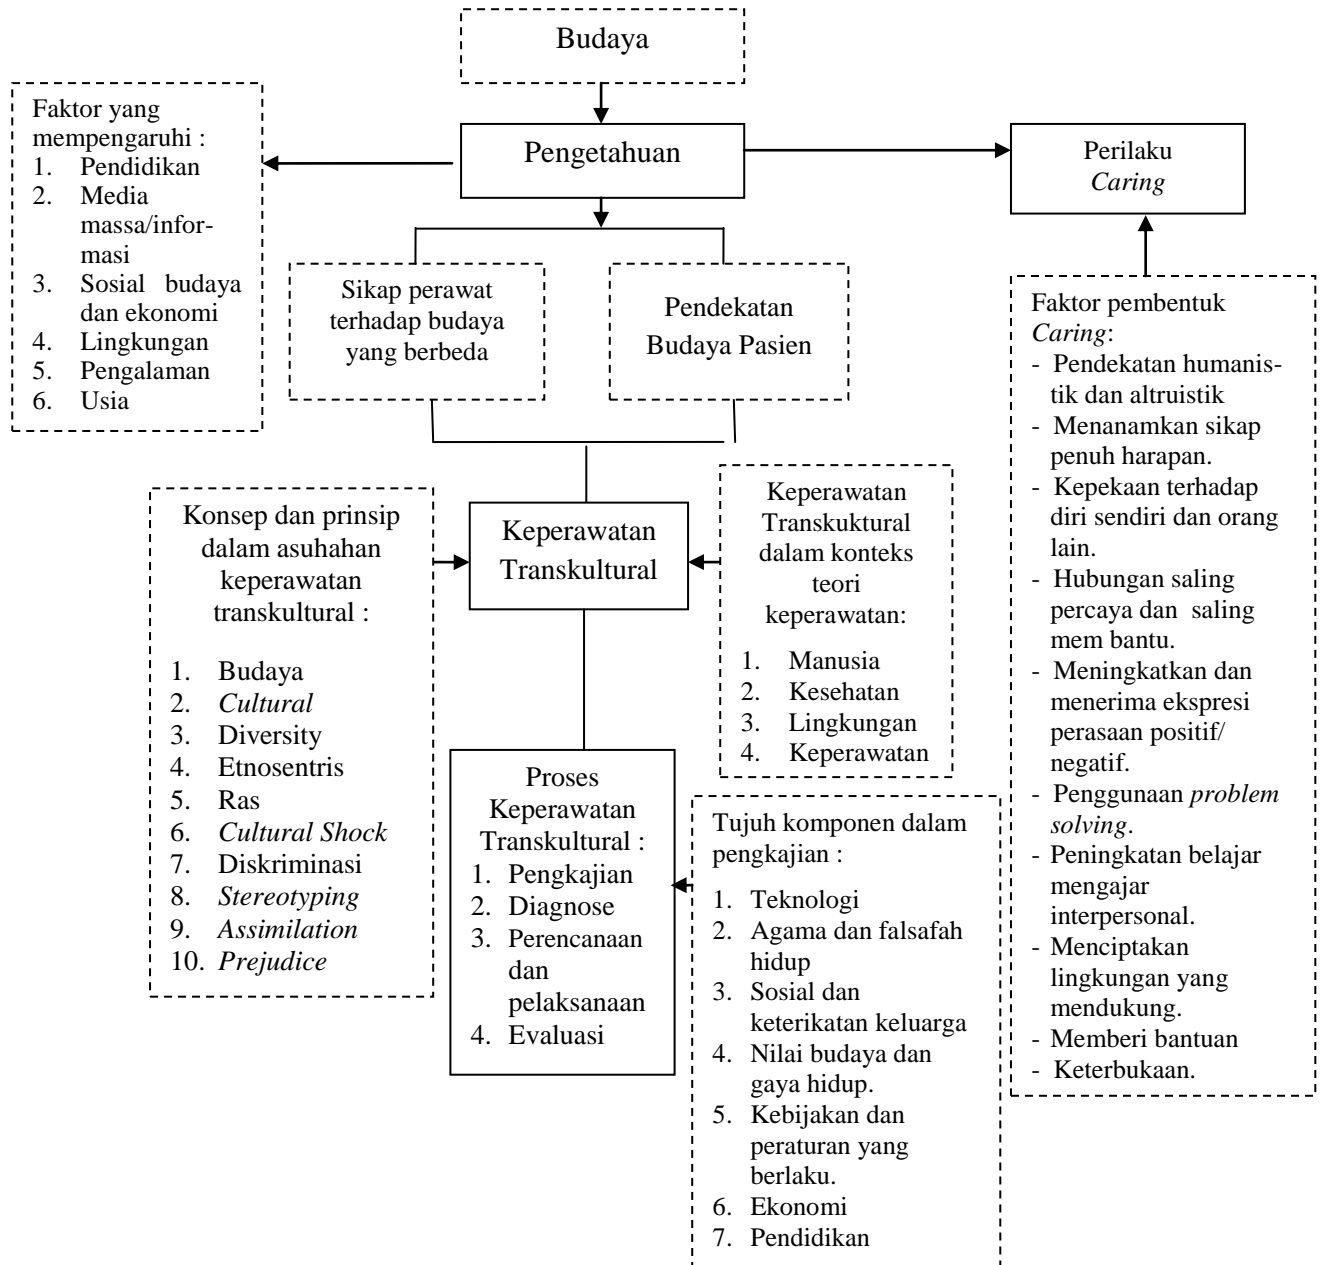 Budaya
Faktor yang
mempengaruhi :
1. Pendidikan
2. Media
massa/infor-
masi
3. Sosial budaya
dan ekonomi
4. Lingkungan
5. Pengalaman
6. Usia
Pengetahuan
Perilaku
Caring
Sikap perawat
terhadap budaya
yang berbeda
Pendekatan
Budaya Pasien
Faktor pembentuk
Caring:
- Pendekatan humanis-
tik dan altruistik
- Menanamkan sikap
penuh harapan.
- Kepekaan terhadap
diri sendiri dan orang
lain.
- Hubungan saling
percaya dan saling
mem bantu.
- Meningkatkan dan
menerima ekspresi
perasaan positif/
negatif.
- Penggunaan problem
solving.
- Peningkatan belajar
mengajar
interpersonal.
- Menciptakan
lingkungan yang
mendukung.
- Memberi bantuan
- Keterbukaan.
Konsep dan prinsip
dalam asuhahan
keperawatan
transkultural :
1. Budaya
2. Cultural
3. Diversity
4. Etnosentris
5. Ras
6. Cultural Shock
7. Diskriminasi
8. Stereotyping
9. Assimilation
10. Prejudice
Keperawatan
Transkultural
Keperawatan
Transkuktural
dalam konteks
teori
keperawatan:
1. Manusia
2. Kesehatan
3. Lingkungan
4. Keperawatan
Proses
Keperawatan
Transkultural :
1. Pengkajian
2. Diagnose
3. Perencanaan
dan
pelaksanaan
4. Evaluasi
Tujuh komponen dalam
pengkajian :
1. Teknologi
2. Agama dan falsafah
hidup
3. Sosial dan
keterikatan keluarga
4. Nilai budaya dan
gaya hidup.
5. Kebijakan dan
peraturan yang
berlaku.
6. Ekonomi
7. Pendidikan